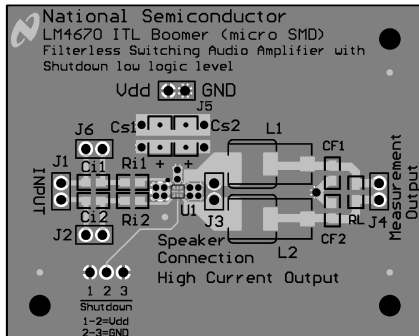 National Semiconductor
LM4670 ITL Boomer (micro SMD)
Filterless Switching Audio Amplifier with
Shutdown low logic level
Vdd GND
J5
Cs1 Cs2
J6
L1
CF1
J1 Ci1 Ri1 + +
INPUT
U1
J3
Measurement
Output
RL
J4
Ci2 Ri2
CF2
J2
L2
Speaker
Connection
High Current Output
1 2 3
Shutdown
1-2=Vdd
2-3=GND